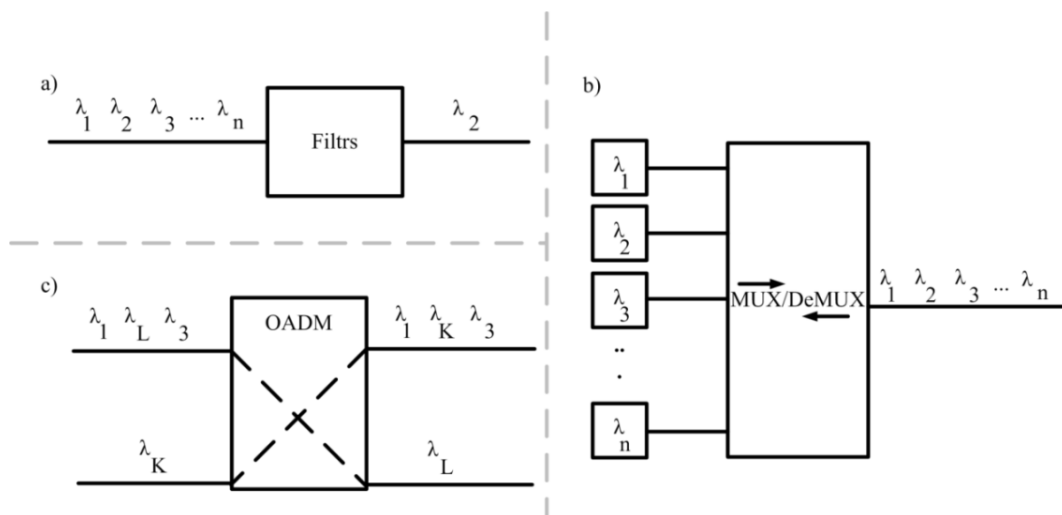 a)
λ1 λ2 λ3 ... λn
Filtrs
λ2
c)
λ1 λL λ3
OADM
λ1 λK λ3
λK
λL
b)
λ1
λ2
λ3
...
λn
MUX/DeMUX
λ1 λ2 λ3 ... λn